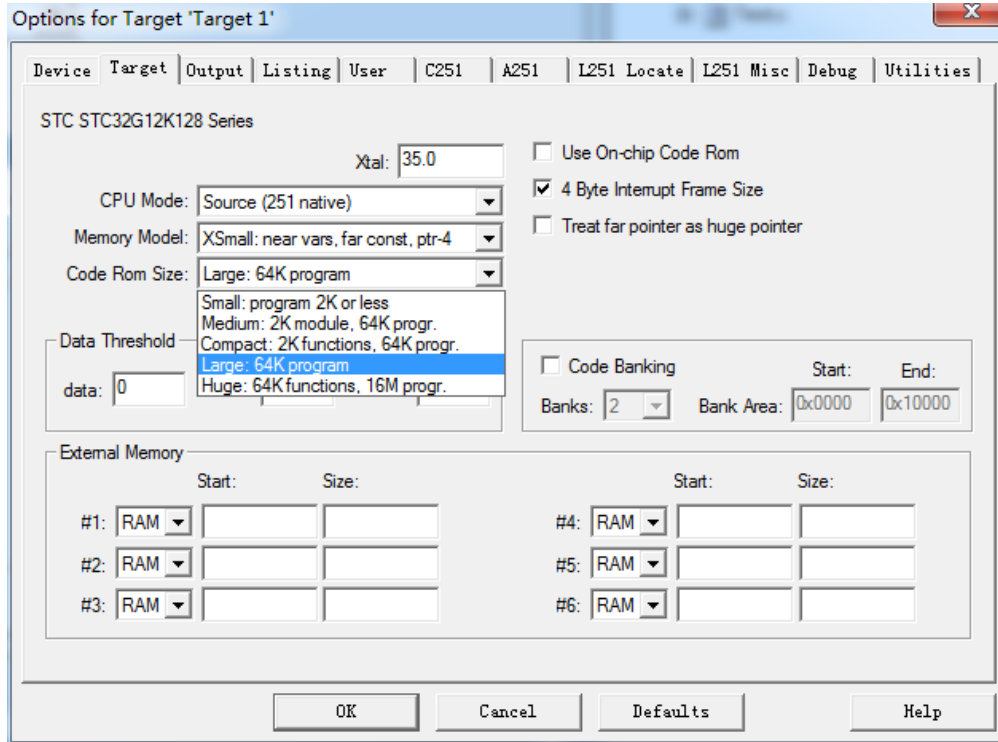 Options for Target 'Target 1'
Device Target Output Listing User C251 A251 L251 Locate L251 Misc Debug Utilities
STC STC32G12K128 Series
Xtal: 35.0
Use On-chip Code Rom
CPU Mode: Source (251 native)
4 Byte Interrupt Frame Size
Memory Model: XSmall: near vars, far const, ptr-4
Treat far pointer as huge pointer
Code Rom Size: Large: 64K program
Small: program 2K or less
Medium: 2K module, 64K progr.
Compact: 2K functions, 64K progr.
Large: 64K program
Huge: 64K functions, 16M progr.
Data Threshold
data: 0
Code Banking Start: End:
Banks: 2 Bank Area: 0x0000 0x10000
External Memory
Start: Size: Start: Size:
#1: RAM #4: RAM
#2: RAM #5: RAM
#3: RAM #6: RAM
OK Cancel Defaults Help